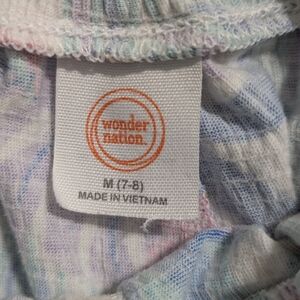 wonder
nation.
M (7-8)
MADE IN VIETNAM